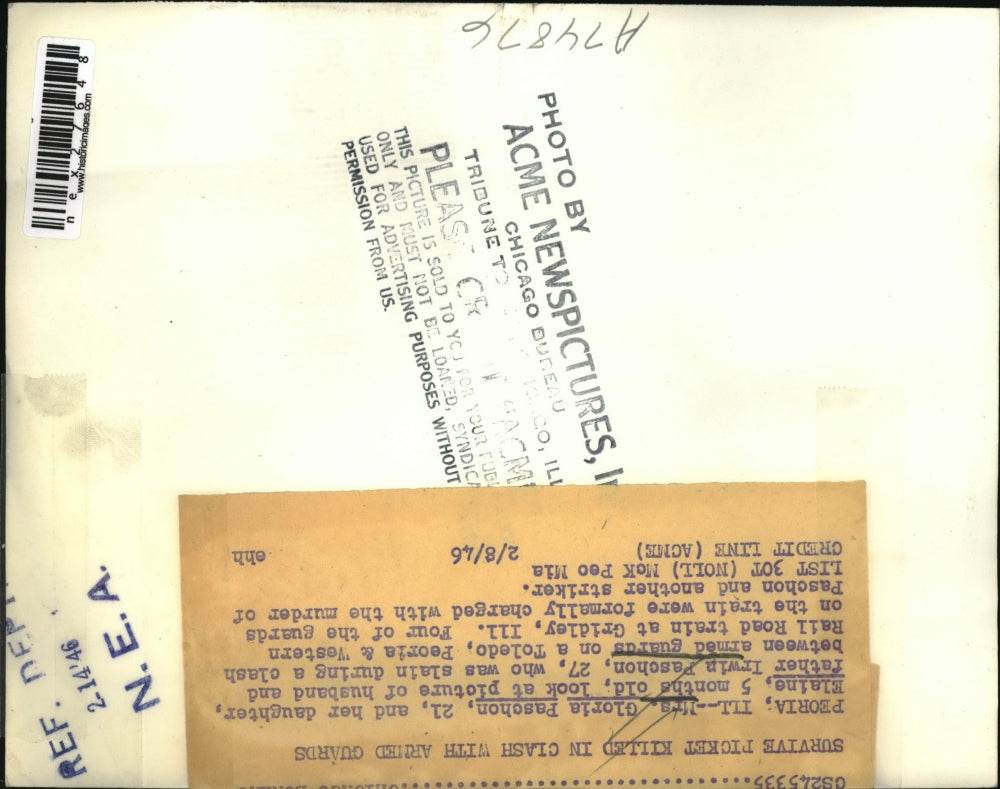 A74876
www.historicimages.com
nex27648
PHOTO BY
ACME NEWSPICTURES,
CHICAGO BUREAU
TRIBUNE
THIS PICTURE IS SOLD TO YOU FOR YOUR
ONLY AND MUST NOT BE LOANED,
USED FOR ADVERTISING PURPOSES WITHOUT
PERMISSION FROM US.
REF. DEPT
2-14-46
N.E.A.
CS245335
SURVIVE PICKET KILLED IN CLASH WITH ARMED GUARDS
PEORIA, ILL--Mrs. Gloria Paschon, 21, and her daughter,
Elaine, 5 months old, look at picture of husband and
father Irwin Paschon, 27, who was slain during a clash
between armed guards on a Toledo, Peoria & Western
Rail Road train at Gridley, Ill. Four of the guards
on the train were formally charged with the murder of
Paschon and another striker.
LIST 30T (NOLL) McK Peo Mia
CREDIT LINE (ACME) 2/8/46 ehh